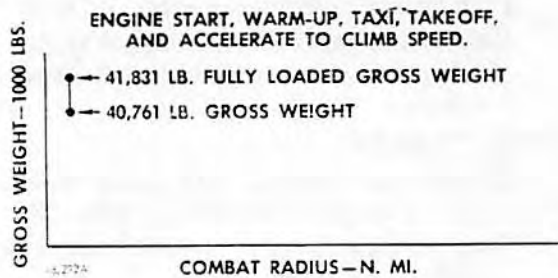 ENGINE START, WARM-UP, TAXI, TAKEOFF,
AND ACCELERATE TO CLIMB SPEED.
41,831 LB. FULLY LOADED GROSS WEIGHT
40,761 LB. GROSS WEIGHT
GROSS WEIGHT—1000 LBS.
COMBAT RADIUS—N. MI.